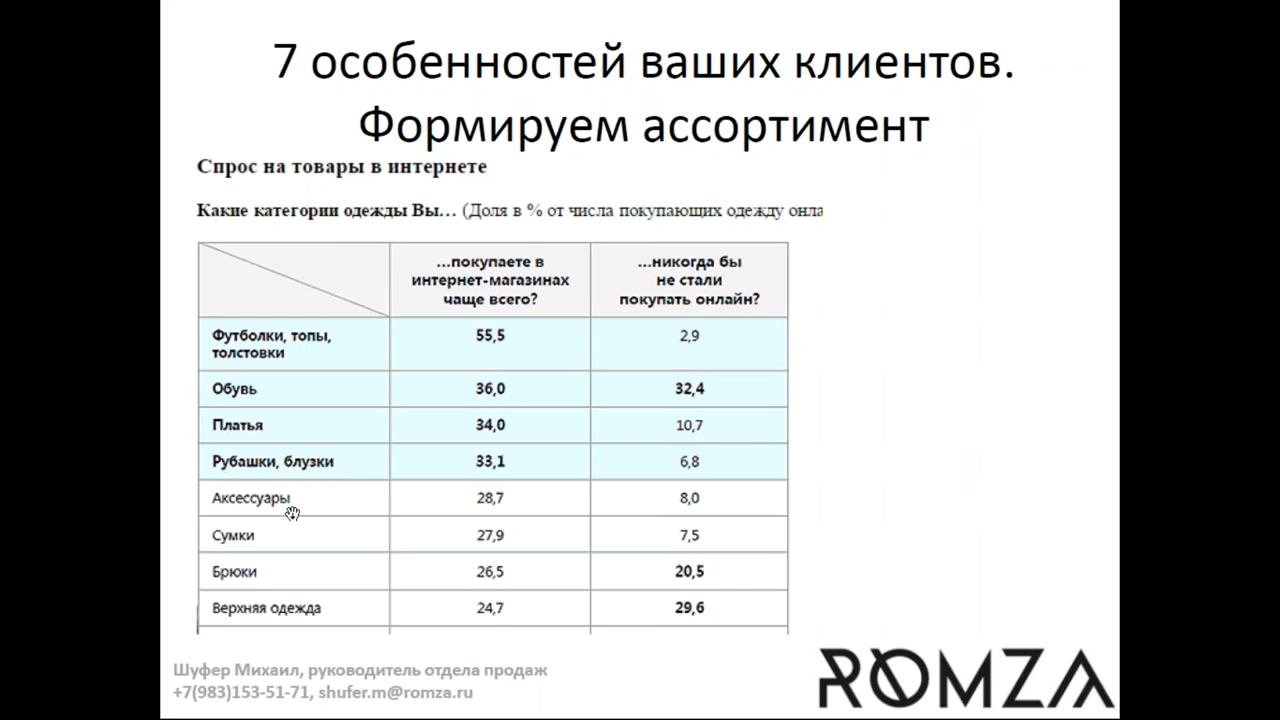 7 особенностей ваших клиентов.
Формируем ассортимент
Спрос на товары в интернете
Какие категории одежды Вы... (Доля в % от числа покупающих одежду онла
...покупаете в
интернет-магазинах
чаще всего?
...никогда бы
не стали
покупать онлайн?
Футболки, топы,
толстовки
55,5
2,9
Обувь
36,0
32,4
Платья
34,0
10,7
Рубашки, блузки
33,1
6,8
Аксессуары
28,7
8,0
Сумки
27,9
7,5
Брюки
26,5
20,5
Верхняя одежда
24,7
29,6
Шуфер Михаил, руководитель отдела продаж
+7(983)153-51-71, shufer.m@romza.ru
ROMZA